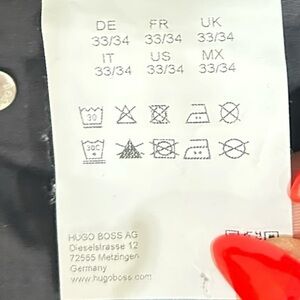 DE FR UK
33/34 33/34 33/34
IT US MX
33/34 33/34 33/34
30
30C
HUGO BOSS AG
Dieselstrasse 12
72555 Metzingen
Germany
www.hugoboss.com